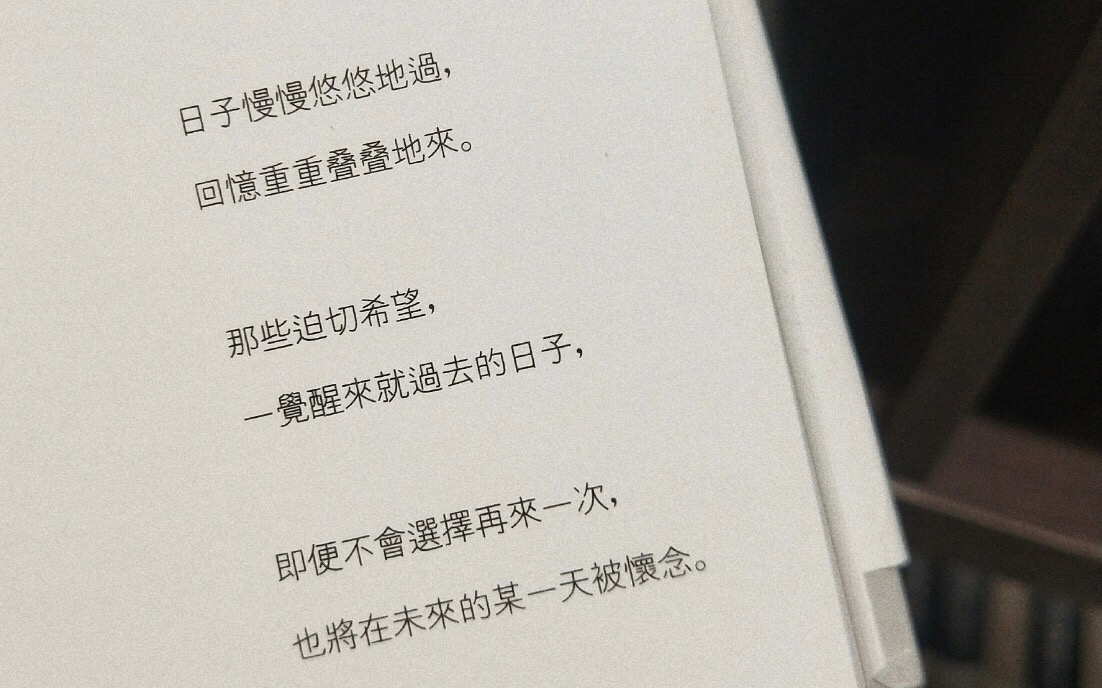 日子慢慢悠悠地過，
回憶重重疊疊地來。
那些迫切希望，
一覺醒來就過去的日子，
即便不會選擇再來一次，
也將在未來的某一天被懷念。